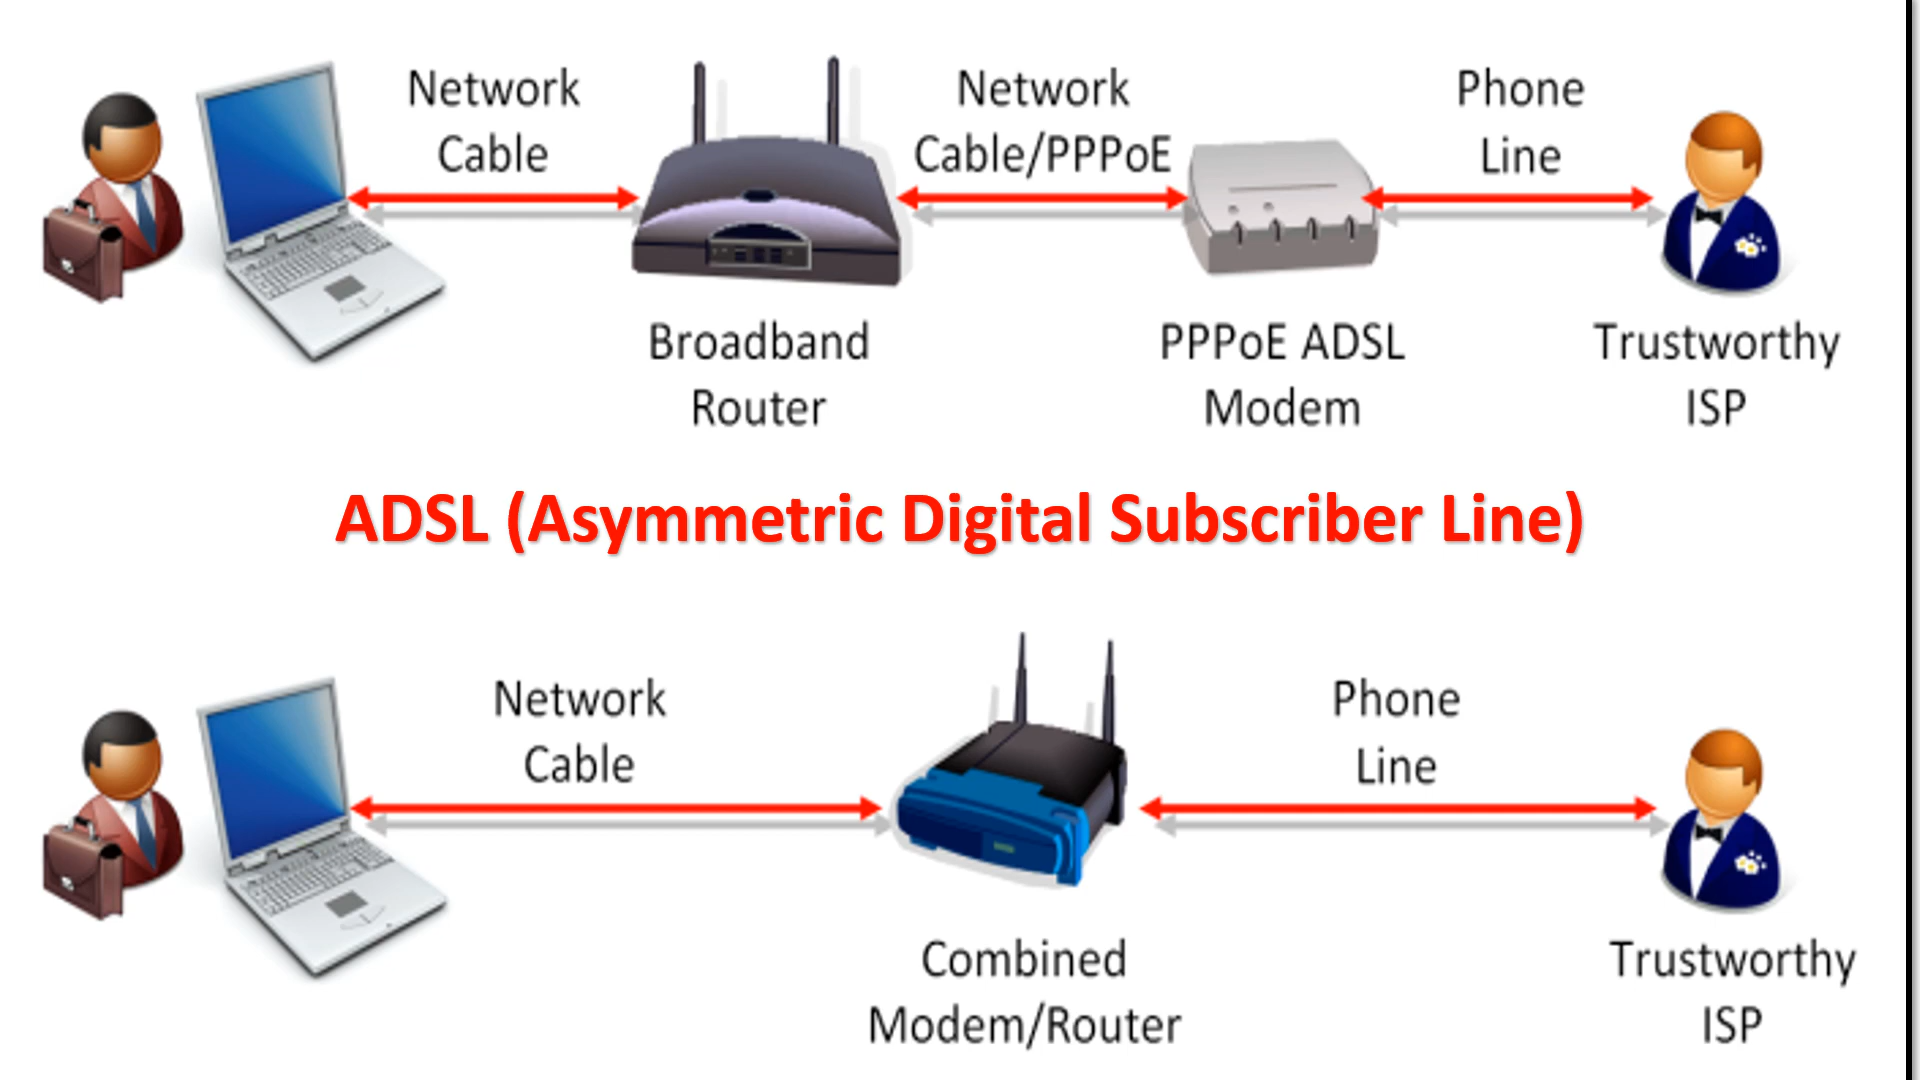 Network
Cable
Network
Cable/PPPoE
Phone
Line
Broadband
Router
PPPoE ADSL
Modem
Trustworthy
ISP
ADSL (Asymmetric Digital Subscriber Line)
Network
Cable
Phone
Line
Combined
Modem/Router
Trustworthy
ISP